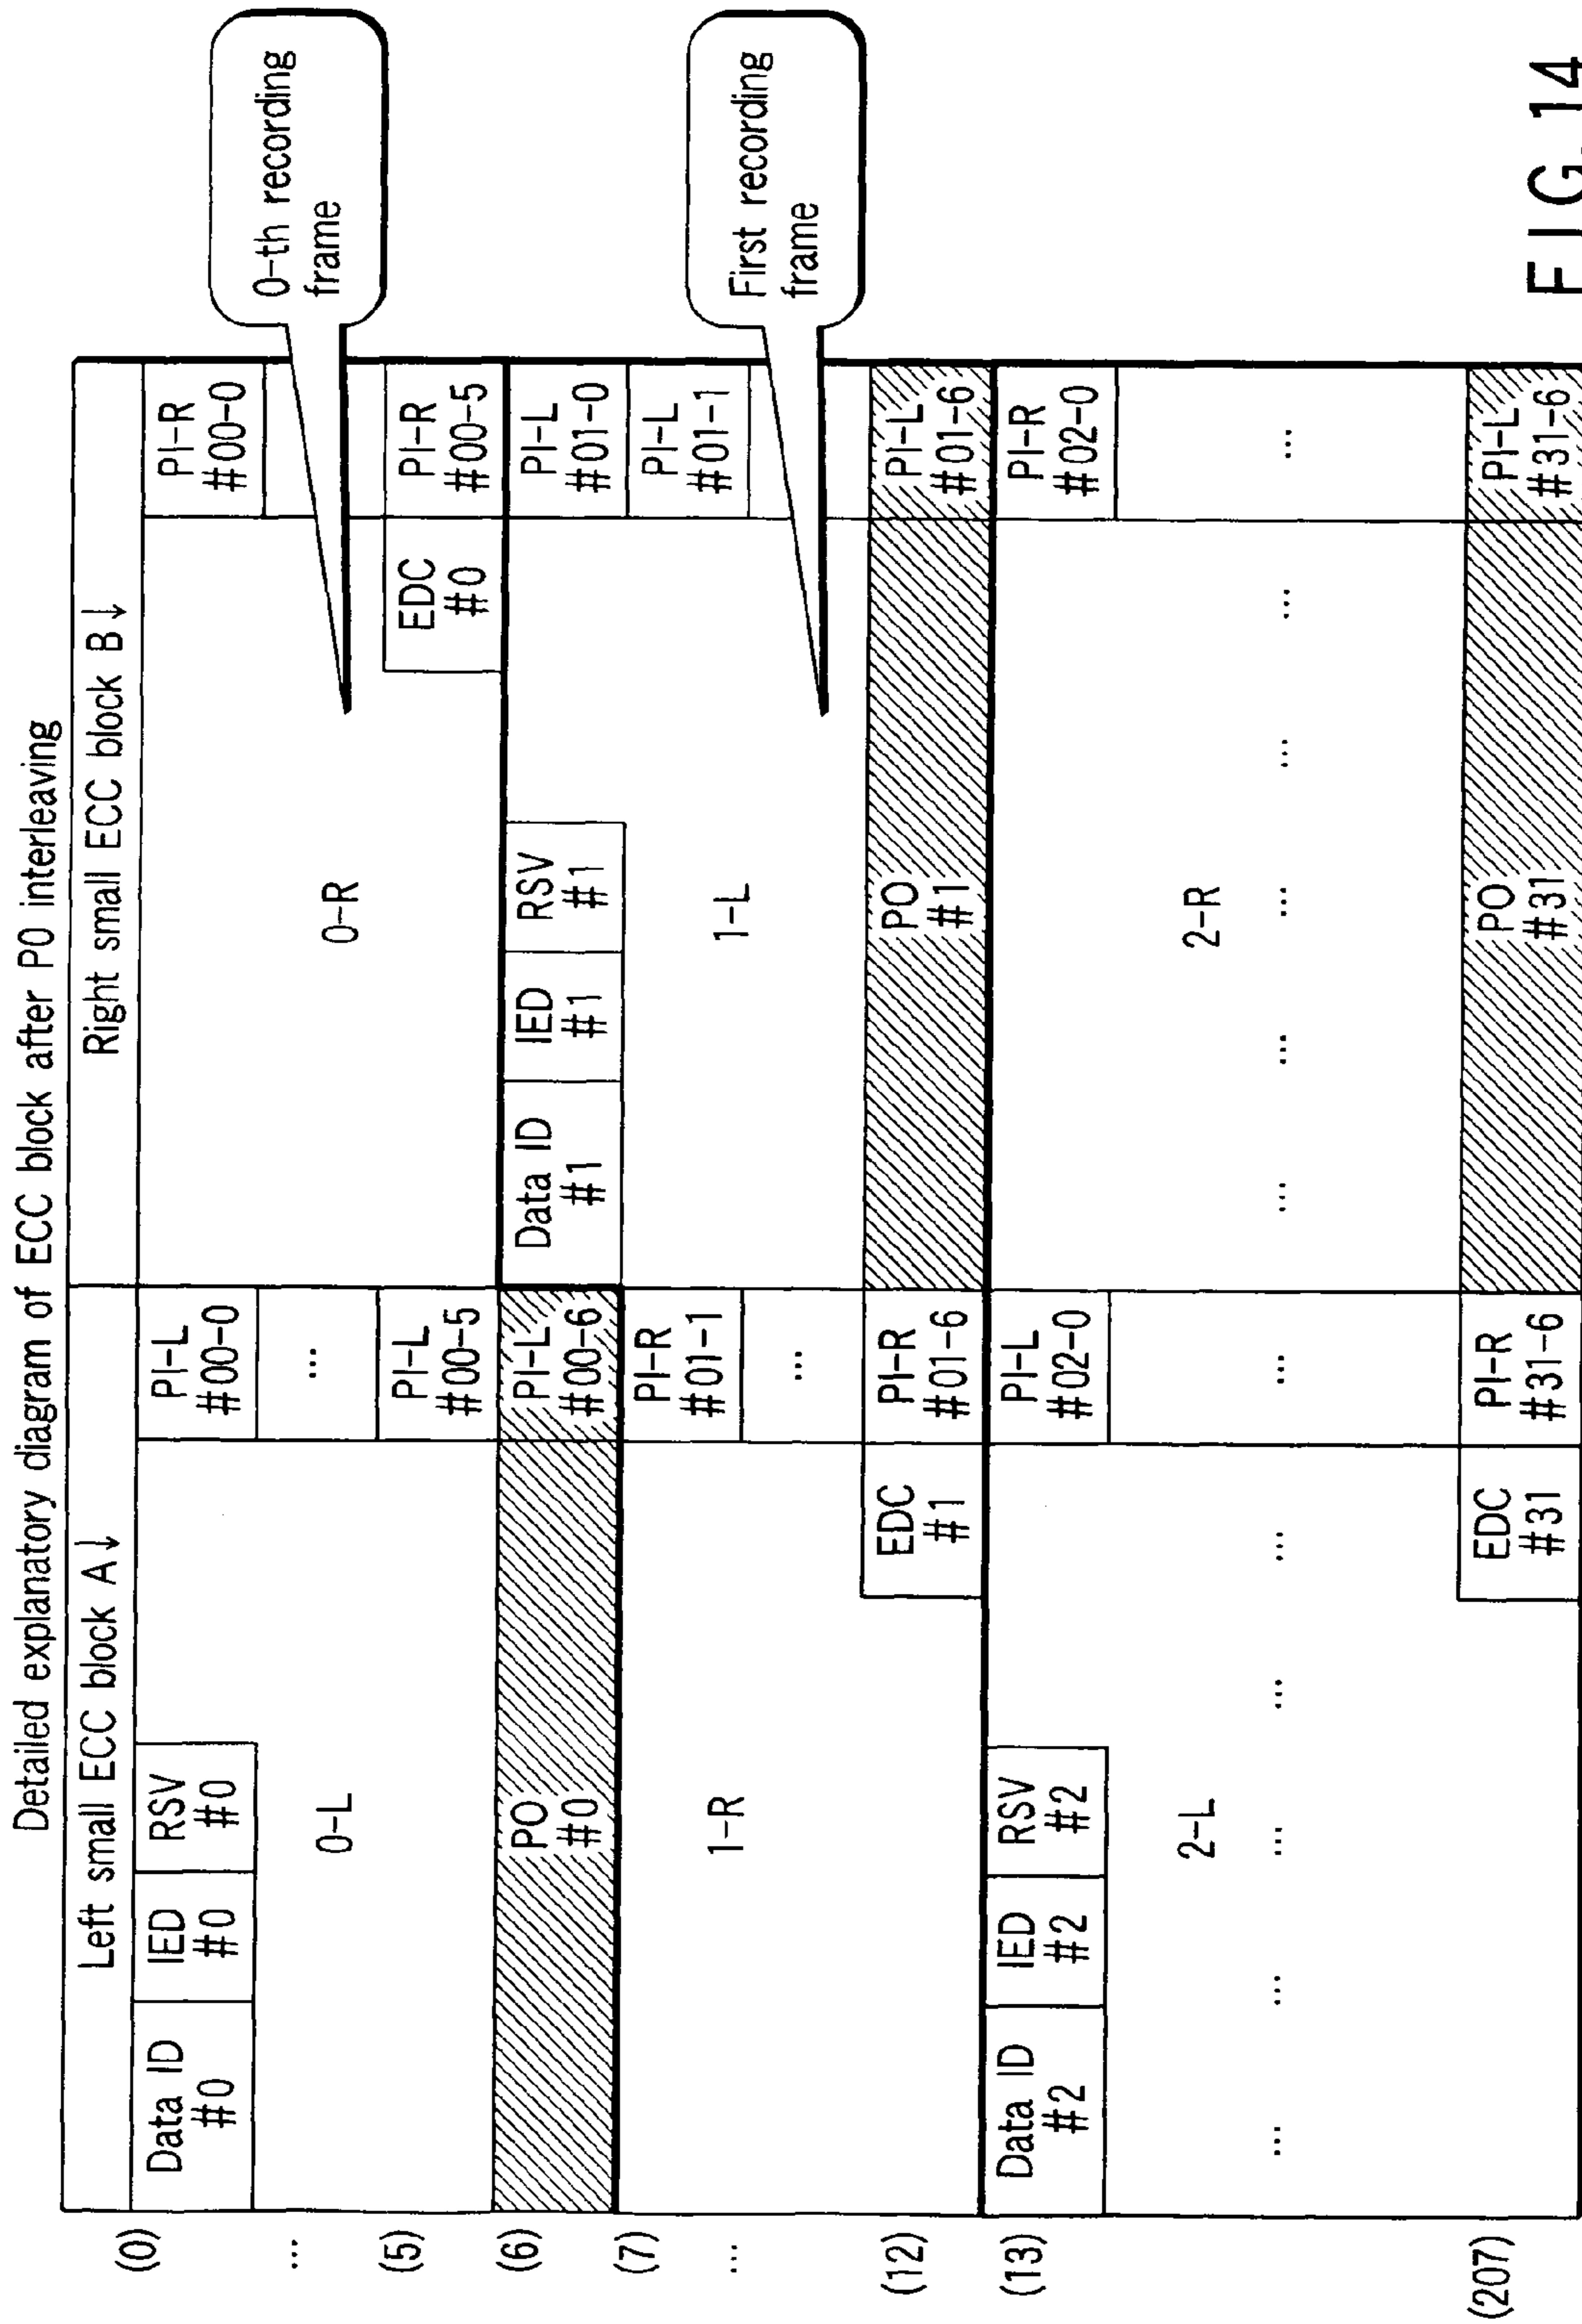 Detailed explanatory diagram of ECC block after PO interleaving
Left small ECC block A↓
Right small ECC block B↓
(0)
Data ID
#0
IED
#0
RSV
#0
PI-L
#00-0
PI-R
#00-0
...
0-L
...
0-R
0-th recording
frame
(5)
PI-L
#00-5
EDC
#0
PI-R
#00-5
(6)
PO
#0
PI-L
#00-6
Data ID
#1
IED
#1
RSV
#1
PI-L
#01-0
(7)
PI-R
#01-1
PI-L
#01-1
...
1-R
...
1-L
First recording
frame
(12)
EDC
#1
PI-R
#01-6
PO
#1
PI-L
#01-6
(13)
Data ID
#2
IED
#2
RSV
#2
PI-L
#02-0
PI-R
#02-0
2-L
2-R
... ... ... ... ... ... ... ... ... ... ... ...
(207)
EDC
#31
PI-R
#31-6
PO
#31
PI-L
#31-6
FIG. 14